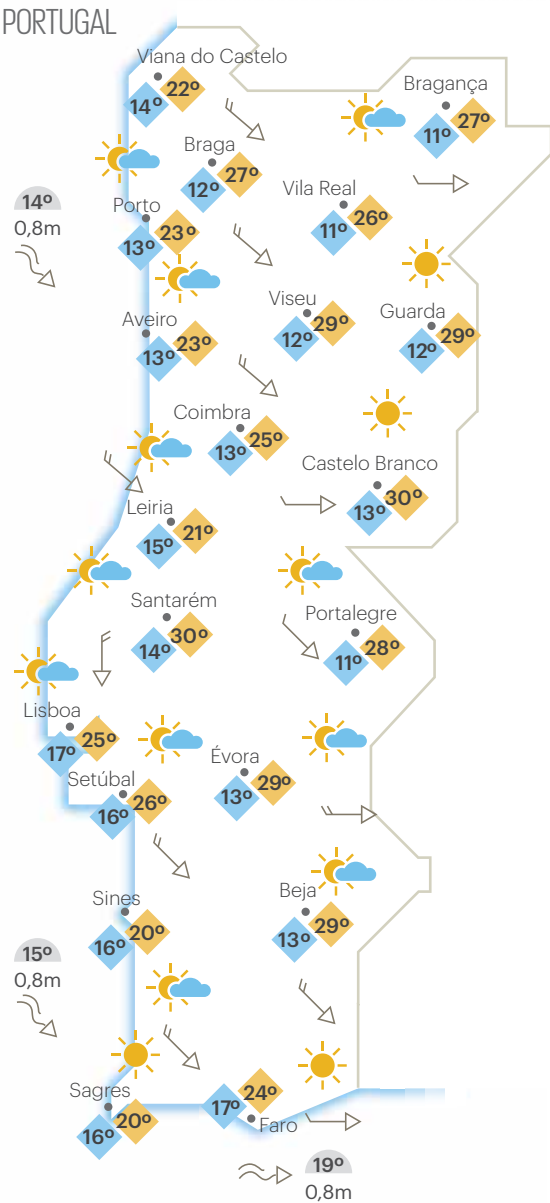 PORTUGAL
Viana do Castelo
14º 22º
Bragança
11º 27º
Braga
12º 27º
Vila Real
11º 26º
14º
0,8m
Porto
13º 23º
Viseu
12º 29º
Guarda
12º 29º
Aveiro
13º 23º
Coimbra
13º 25º
Castelo Branco
13º 30º
Leiria
15º 21º
Santarém
14º 30º
Portalegre
11º 28º
Lisboa
17º 25º
Évora
13º 29º
Setúbal
16º 26º
Sines
16º 20º
Beja
13º 29º
15º
0,8m
Sagres
16º 20º
17º 24º
Faro
19º
0,8m